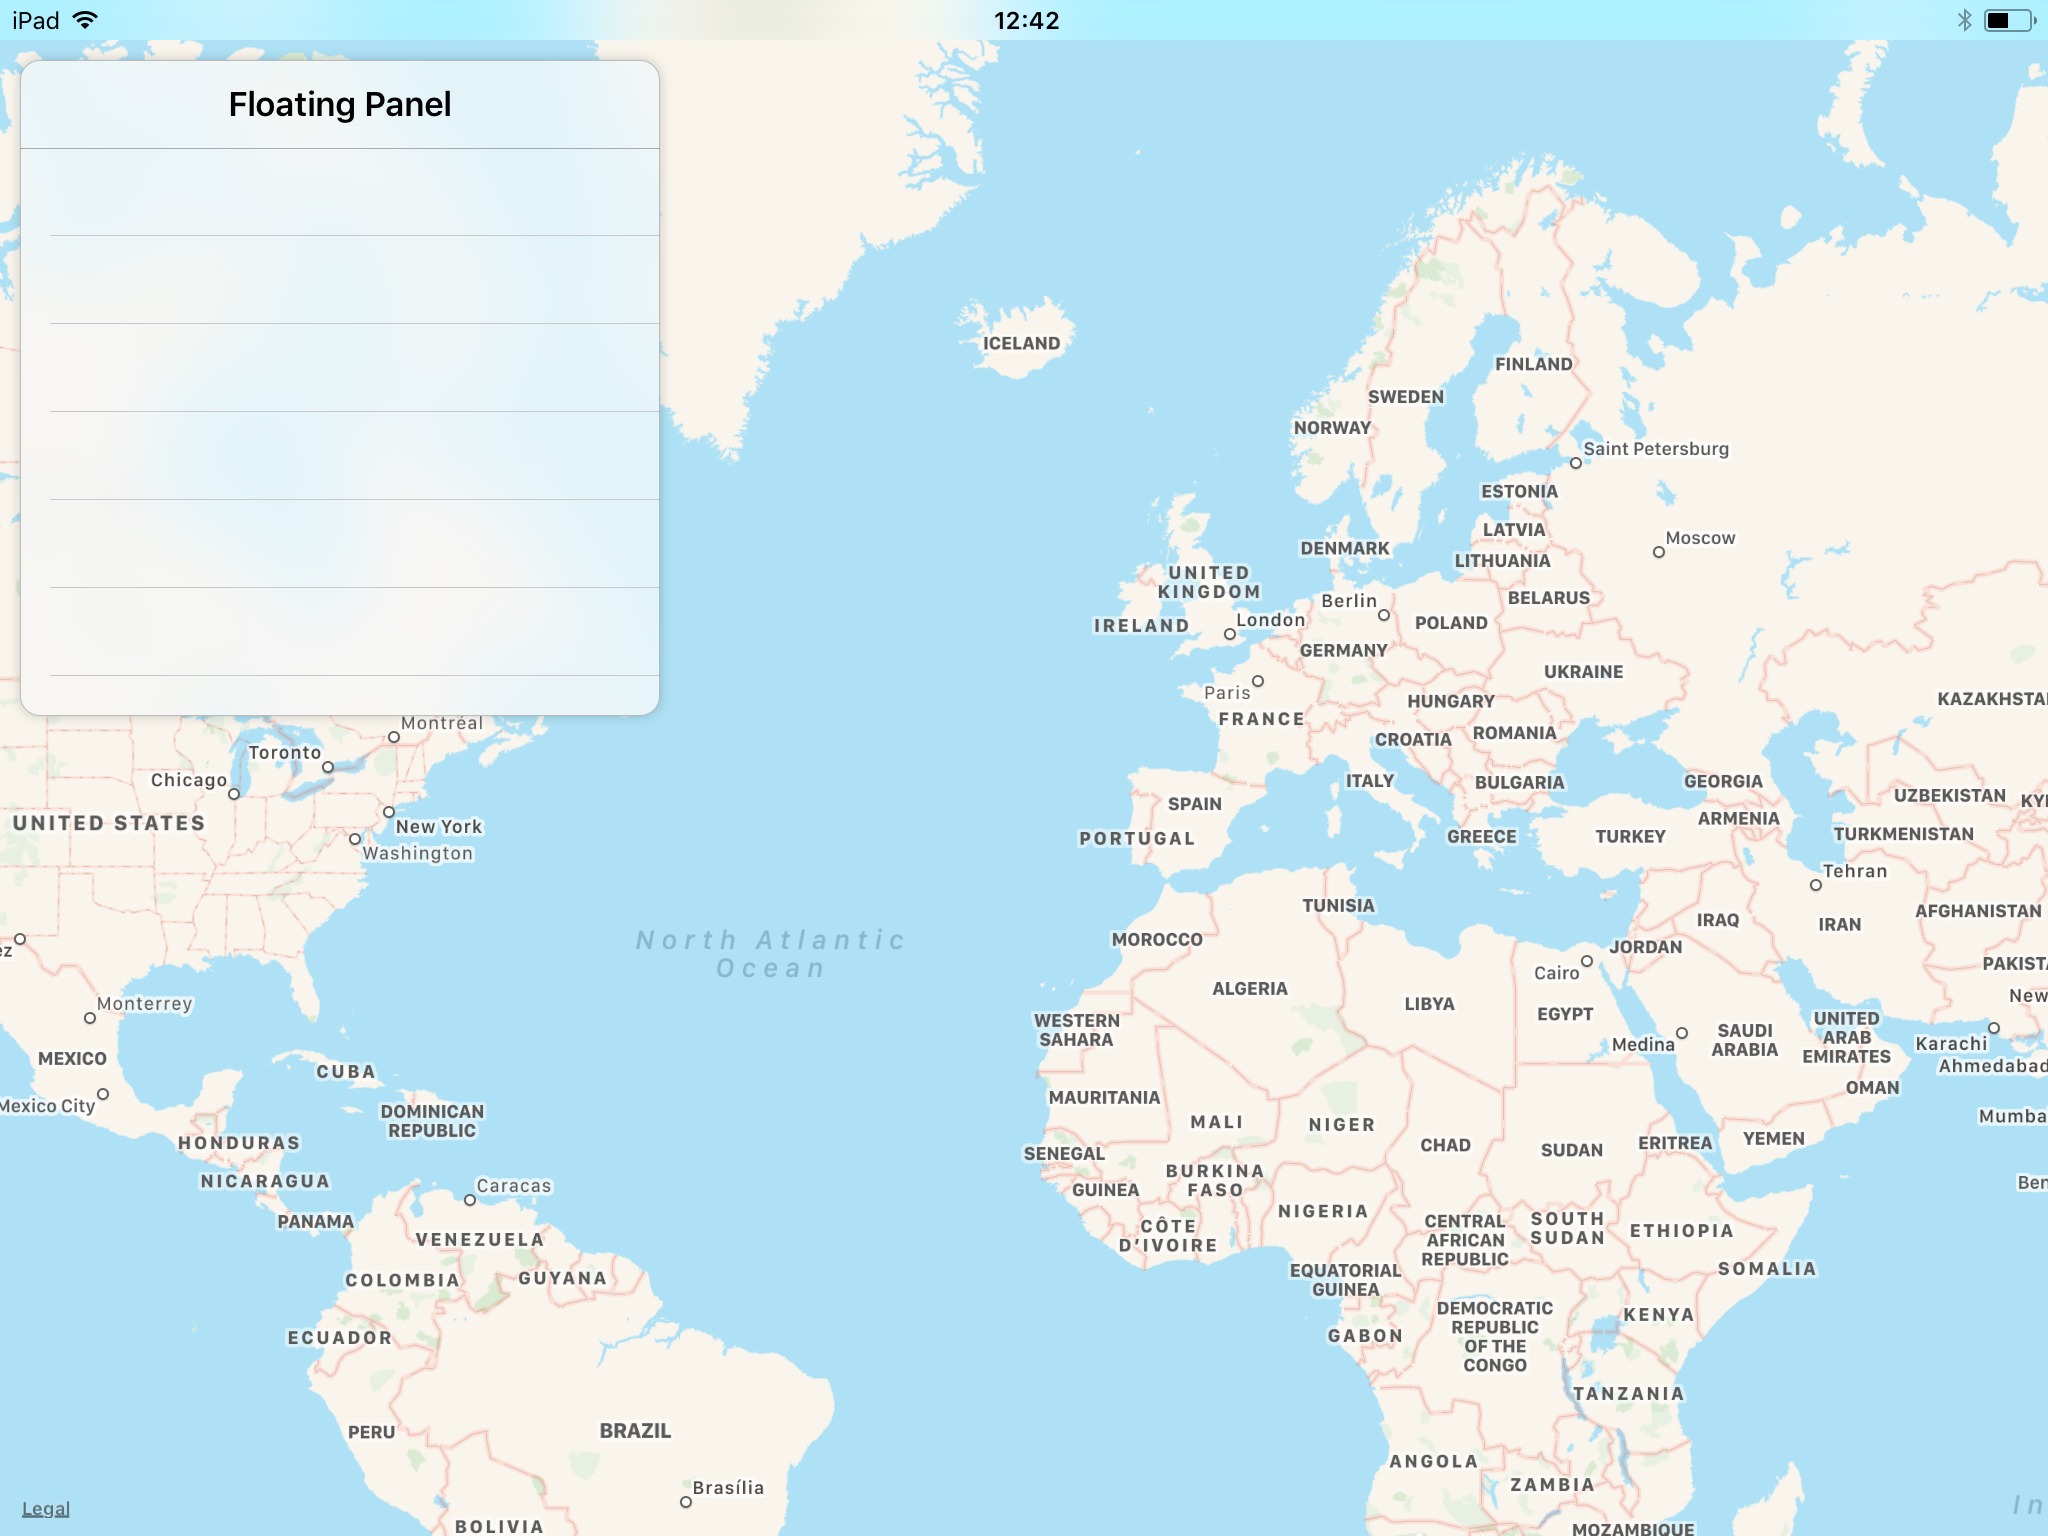 iPad
12:42
Floating Panel
ICELAND
FINLAND
SWEDEN
NORWAY
Saint Petersburg
ESTONIA
LATVIA
Moscow
DENMARK
LITHUANIA
UNITED
KINGDOM
BELARUS
Berlin
London
POLAND
IRELAND
GERMANY
UKRAINE
Paris
HUNGARY
KAZAKHSTA
FRANCE
Montréal
ROMANIA
CROATIA
Toronto
Chicago
ITALY
BULGARIA
GEORGIA
UZBEKISTAN
KY
SPAIN
ARMENIA
UNITED STATES
New York
PORTUGAL
GREECE
TURKEY
TURKMENISTAN
Washington
Tehran
TUNISIA
AFGHANISTAN
IRAQ
IRAN
North Atlantic
Ocean
MOROCCO
JORDAN
ez
PAKIST
Cairo
ALGERIA
New
Monterrey
LIBYA
EGYPT
WESTERN
SAHARA
UNITED
ARAB
EMIRATES
SAUDI
ARABIA
Medina
Karachi
MEXICO
Ahmedabad
CUBA
OMAN
MAURITANIA
Mexico City
DOMINICAN
REPUBLIC
Mumba
MALI
NIGER
HONDURAS
CHAD
SUDAN
ERITREA
YEMEN
SENEGAL
BURKINA
FASO
NICARAGUA
Caracas
Ben
GUINEA
NIGERIA
PANAMA
CÔTE
D'IVOIRE
CENTRAL
AFRICAN
REPUBLIC
SOUTH
SUDAN
ETHIOPIA
VENEZUELA
SOMALIA
COLOMBIA
GUYANA
EQUATORIAL
GUINEA
DEMOCRATIC
REPUBLIC
OF THE
CONGO
KENYA
ECUADOR
GABON
TANZANIA
PERU
BRAZIL
ANGOLA
ZAMBIA
Brasília
Legal
In
BOLIVIA
MOZAMBIQUE